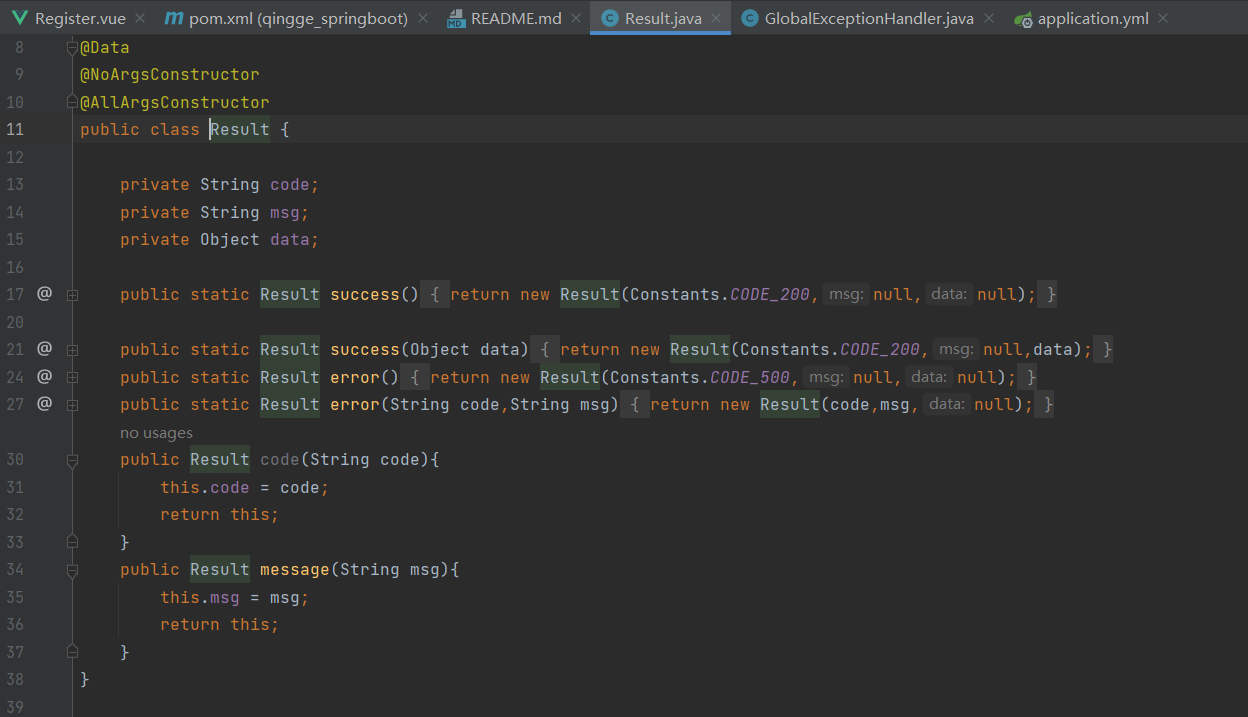 Register.vue × pom.xml (qingge_springboot) × README.md × Result.java × GlobalExceptionHandler.java × application.yml ×
8 @Data
9 @NoArgsConstructor
10 @AllArgsConstructor
11 public class Result {
12
13 private String code;
14 private String msg;
15 private Object data;
16
17 @ public static Result success() { return new Result(Constants.CODE_200, msg: null, data: null); }
20
21 @ public static Result success(Object data) { return new Result(Constants.CODE_200, msg: null,data); }
24 @ public static Result error() { return new Result(Constants.CODE_500, msg: null, data: null); }
27 @ public static Result error(String code,String msg) { return new Result(code,msg, data: null); }
no usages
30 public Result code(String code){
31 this.code = code;
32 return this;
33 }
34 public Result message(String msg){
35 this.msg = msg;
36 return this;
37 }
38 }
39